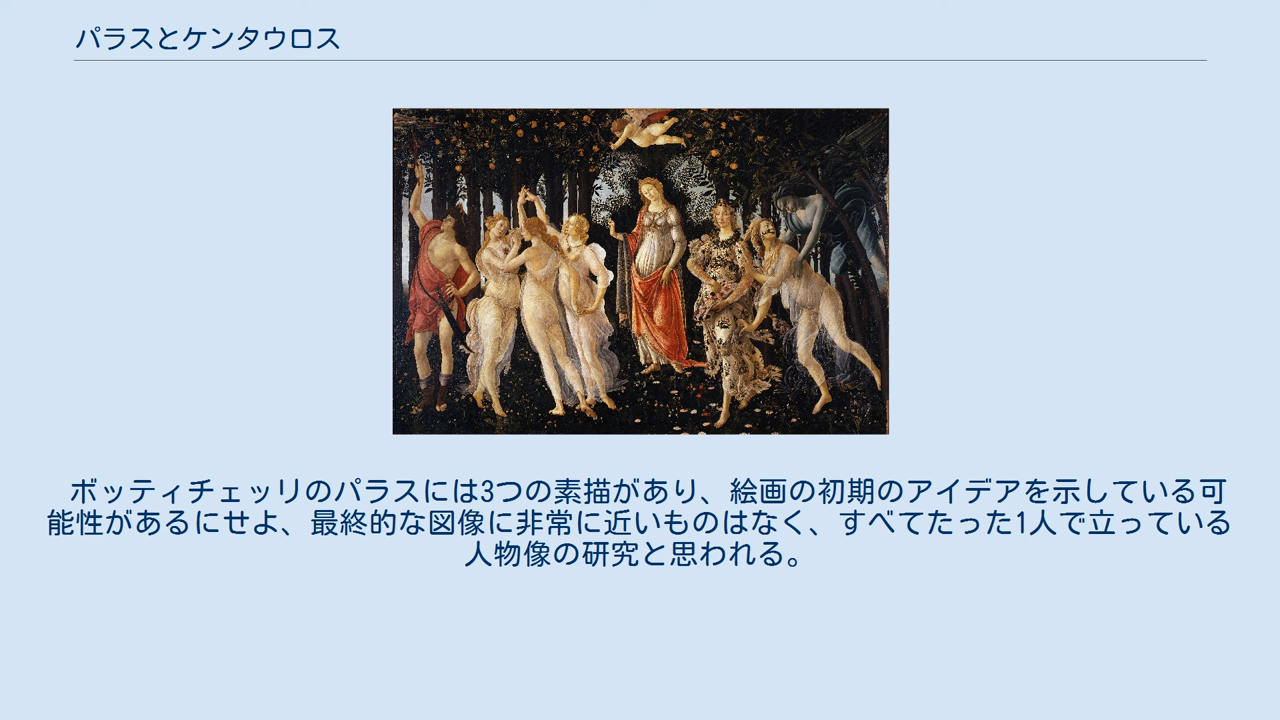 パラスとケンタウロス
ボッティチェッリのパラスには3つの素描があり、絵画の初期のアイデアを示している可
能性があるにせよ、最終的な図像に非常に近いものはなく、すべてたった1人で立っている
人物像の研究と思われる。